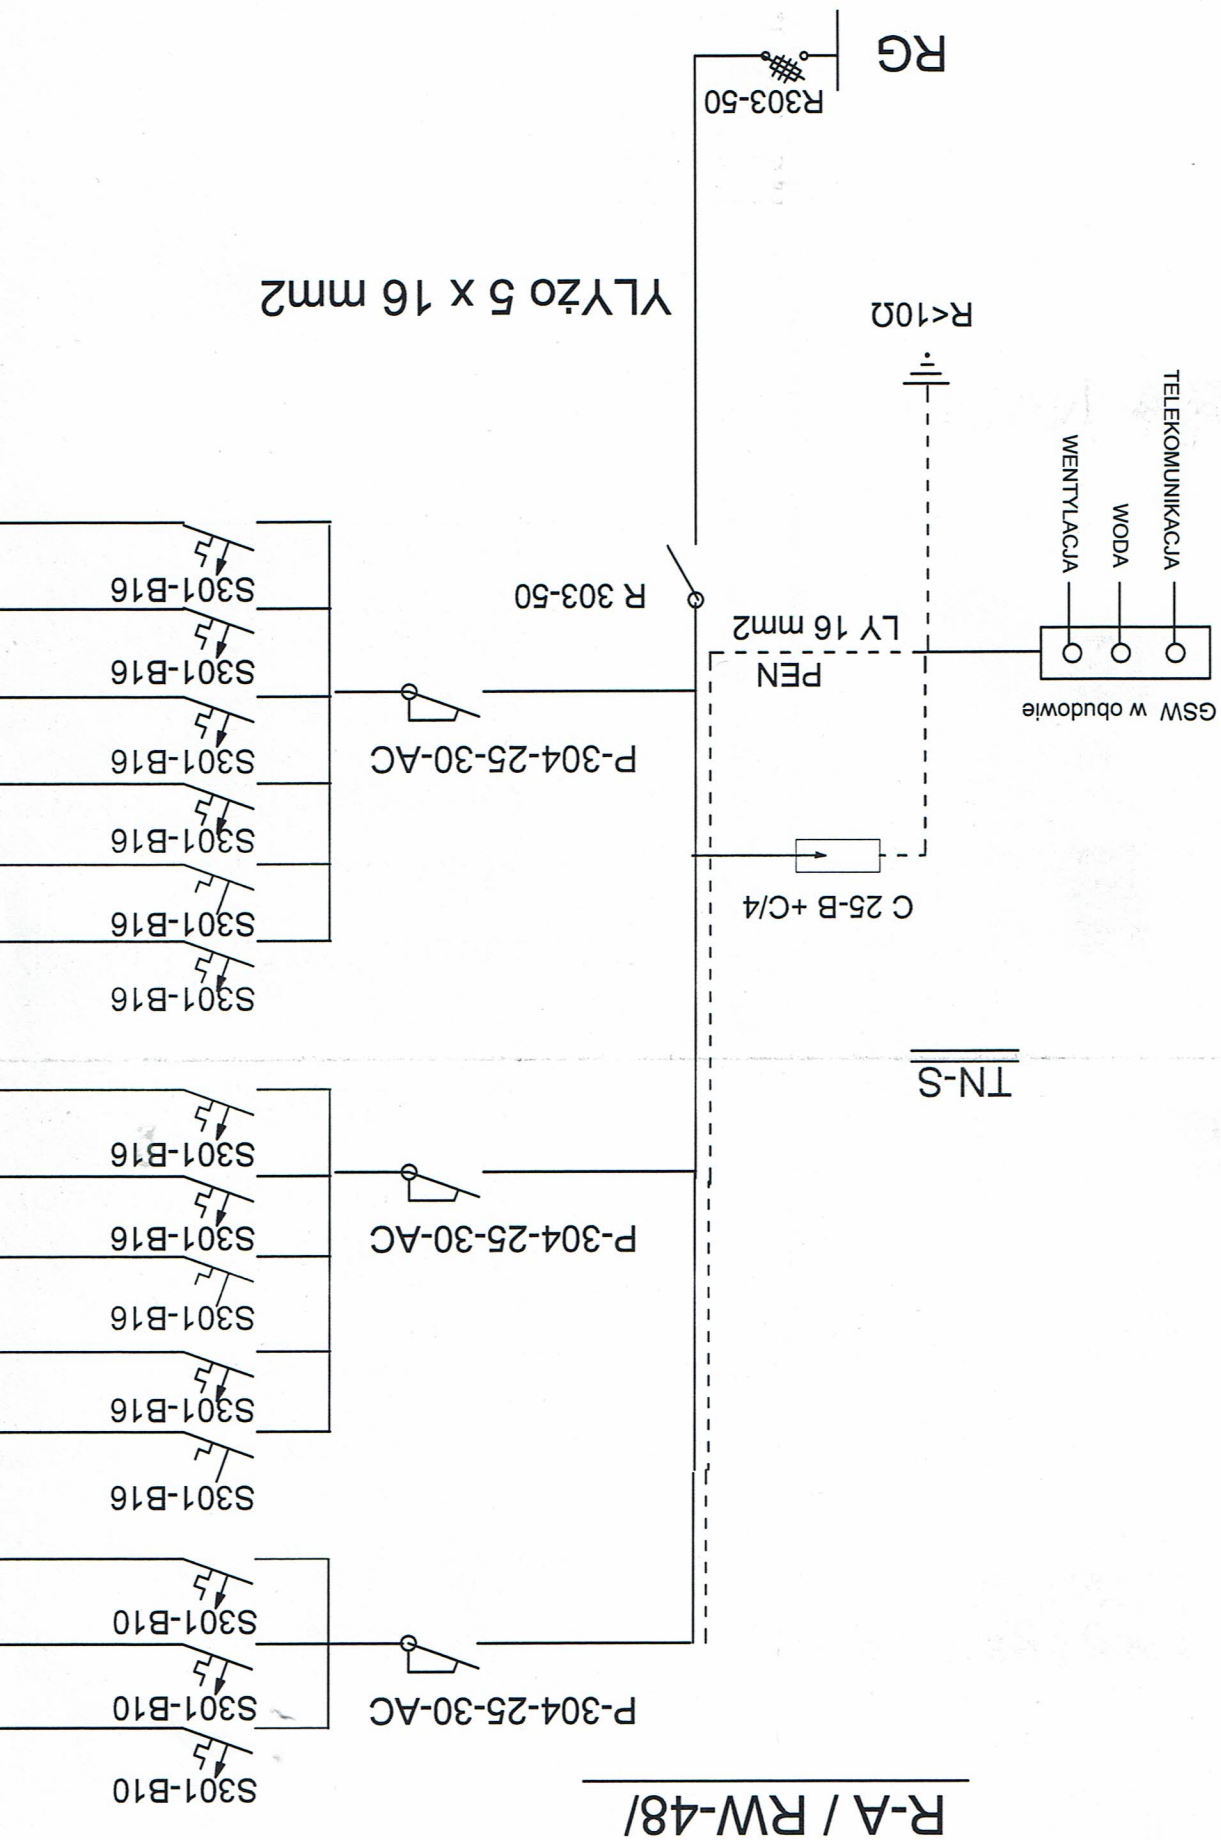 R-A / RW-48/
S301-B10
P-304-25-30-AC
S301-B10
S301-B10
S301-B16
S301-B16
S301-B16
P-304-25-30-AC
S301-B16
S301-B16
TN-S
S301-B16
C 25-B +C/4
S301-B16
S301-B16
P-304-25-30-AC
S301-B16
S301-B16
S301-B16
GSW w obudowie
PEN
LY 16 mm2
R 303-50
TELEKOMUNIKACJA
WODA
WENTYLACJA
R<10Ω
YLYżo 5 x 16 mm2
R303-50
RG